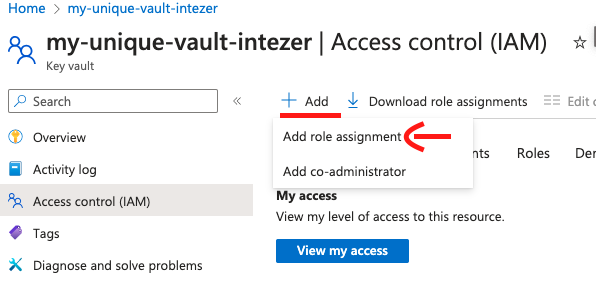 Home > my-unique-vault-intezer
my-unique-vault-intezer | Access control (IAM)
Key vault
Search
+ Add
Download role assignments
Edit
Overview
Add role assignment
Activity log
Roles
Add co-administrator
Access control (IAM)
My access
Tags
View my level of access to this resource.
Diagnose and solve problems
View my access